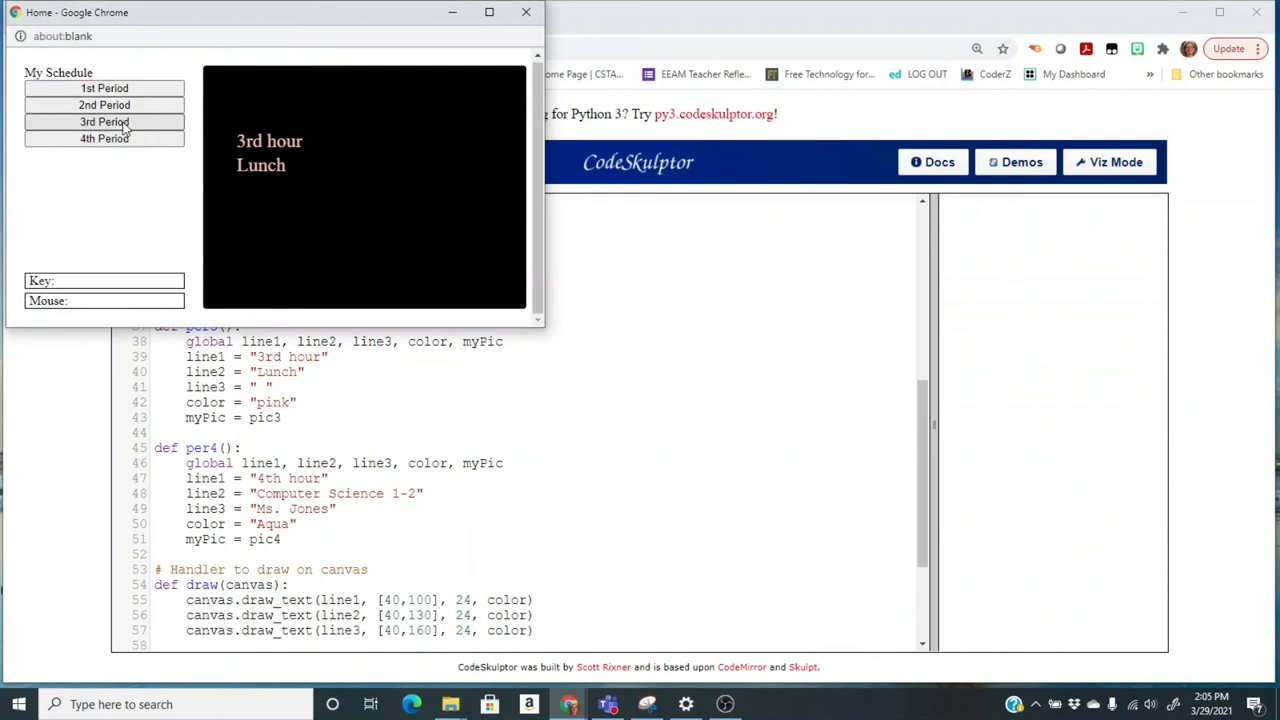 Home - Google Chrome
about:blank
My Schedule
1st Period
2nd Period
3rd Period
4th Period
Key:
Mouse:
3rd hour
Lunch
Update
ome Page | CSTA...
EEAM Teacher Refle...
Free Technology for...
ed LOG OUT
CoderZ
My Dashboard
»
Other bookmarks
g for Python 3? Try py3.codeskulptor.org!
CodeSkulptor
Docs
Demos
Viz Mode
38 global line1, line2, line3, color, myPic
39 line1 = "3rd hour"
40 line2 = "Lunch"
41 line3 = " "
42 color = "pink"
43 myPic = pic3
44
45 def per4():
46 global line1, line2, line3, color, myPic
47 line1 = "4th hour"
48 line2 = "Computer Science 1-2"
49 line3 = "Ms. Jones"
50 color = "Aqua"
51 myPic = pic4
52
53 # Handler to draw on canvas
54 def draw(canvas):
55 canvas.draw_text(line1, [40,100], 24, color)
56 canvas.draw_text(line2, [40,130], 24, color)
57 canvas.draw_text(line3, [40,160], 24, color)
58
CodeSkulptor was built by Scott Rixner and is based upon CodeMirror and Skulpt.
Type here to search
2:05 PM
3/29/2021